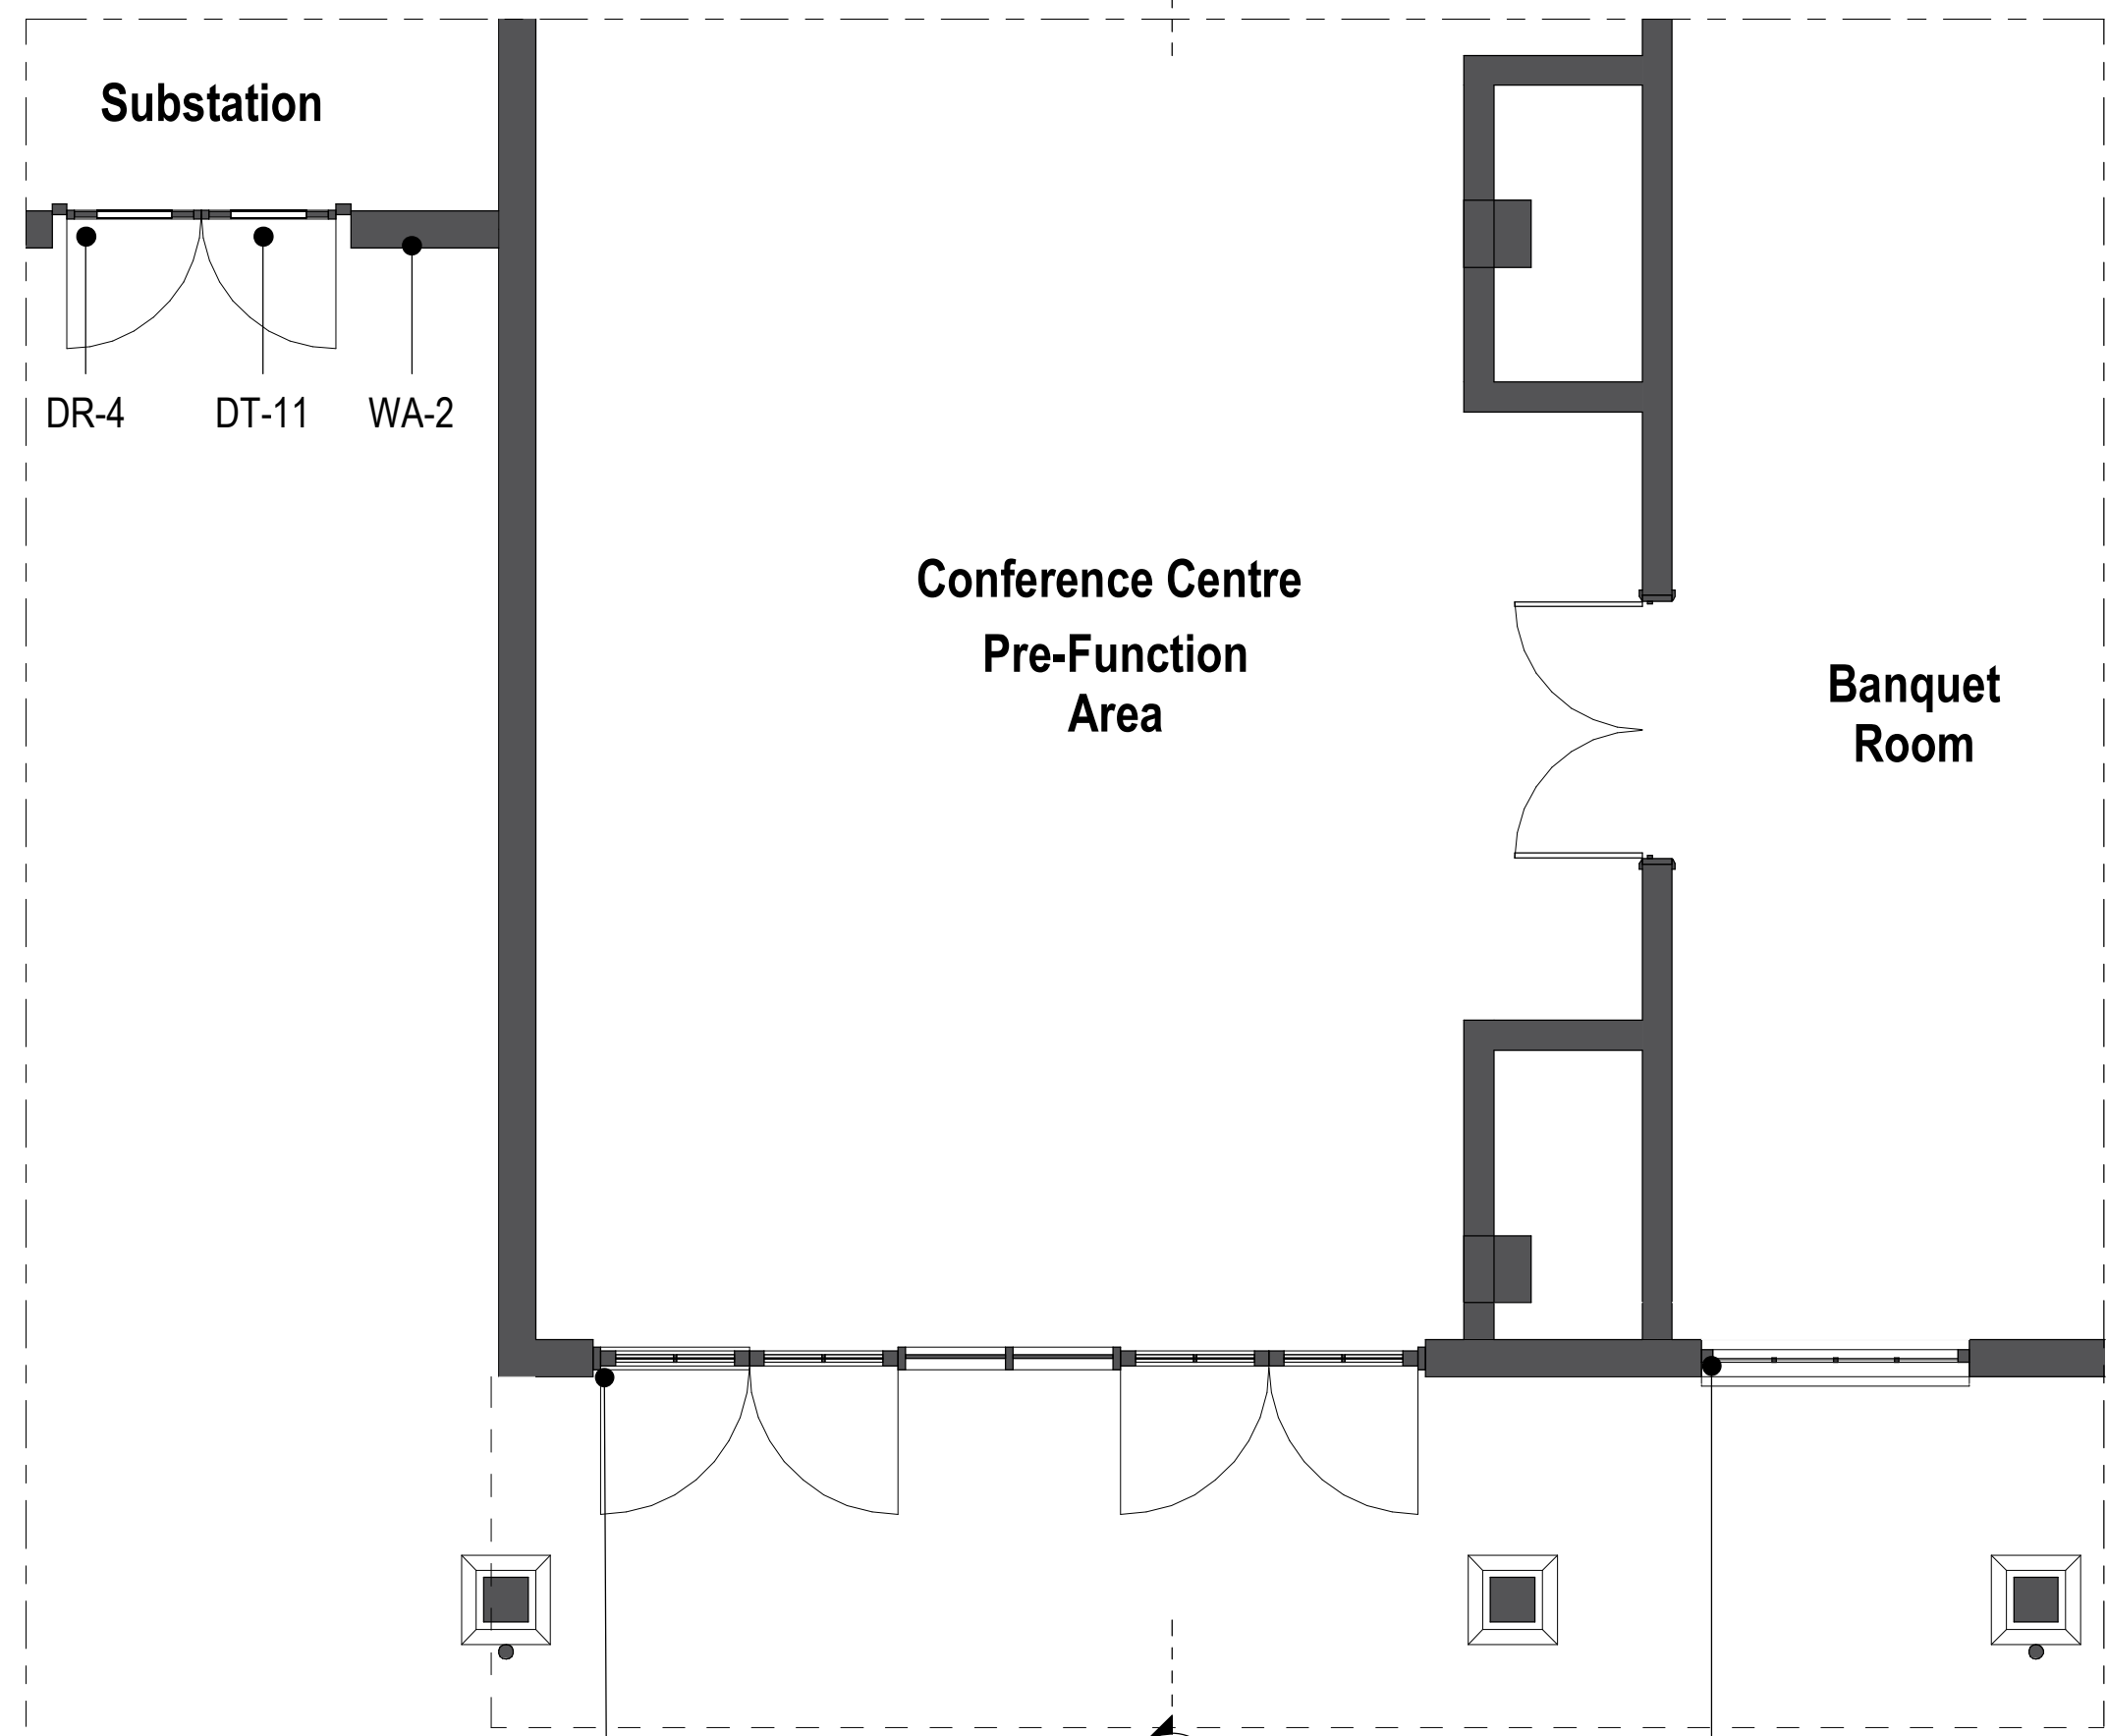 Substation
DR-4
DT-11
WA-2
Conference Centre
Pre-Function
Area
Banquet
Room